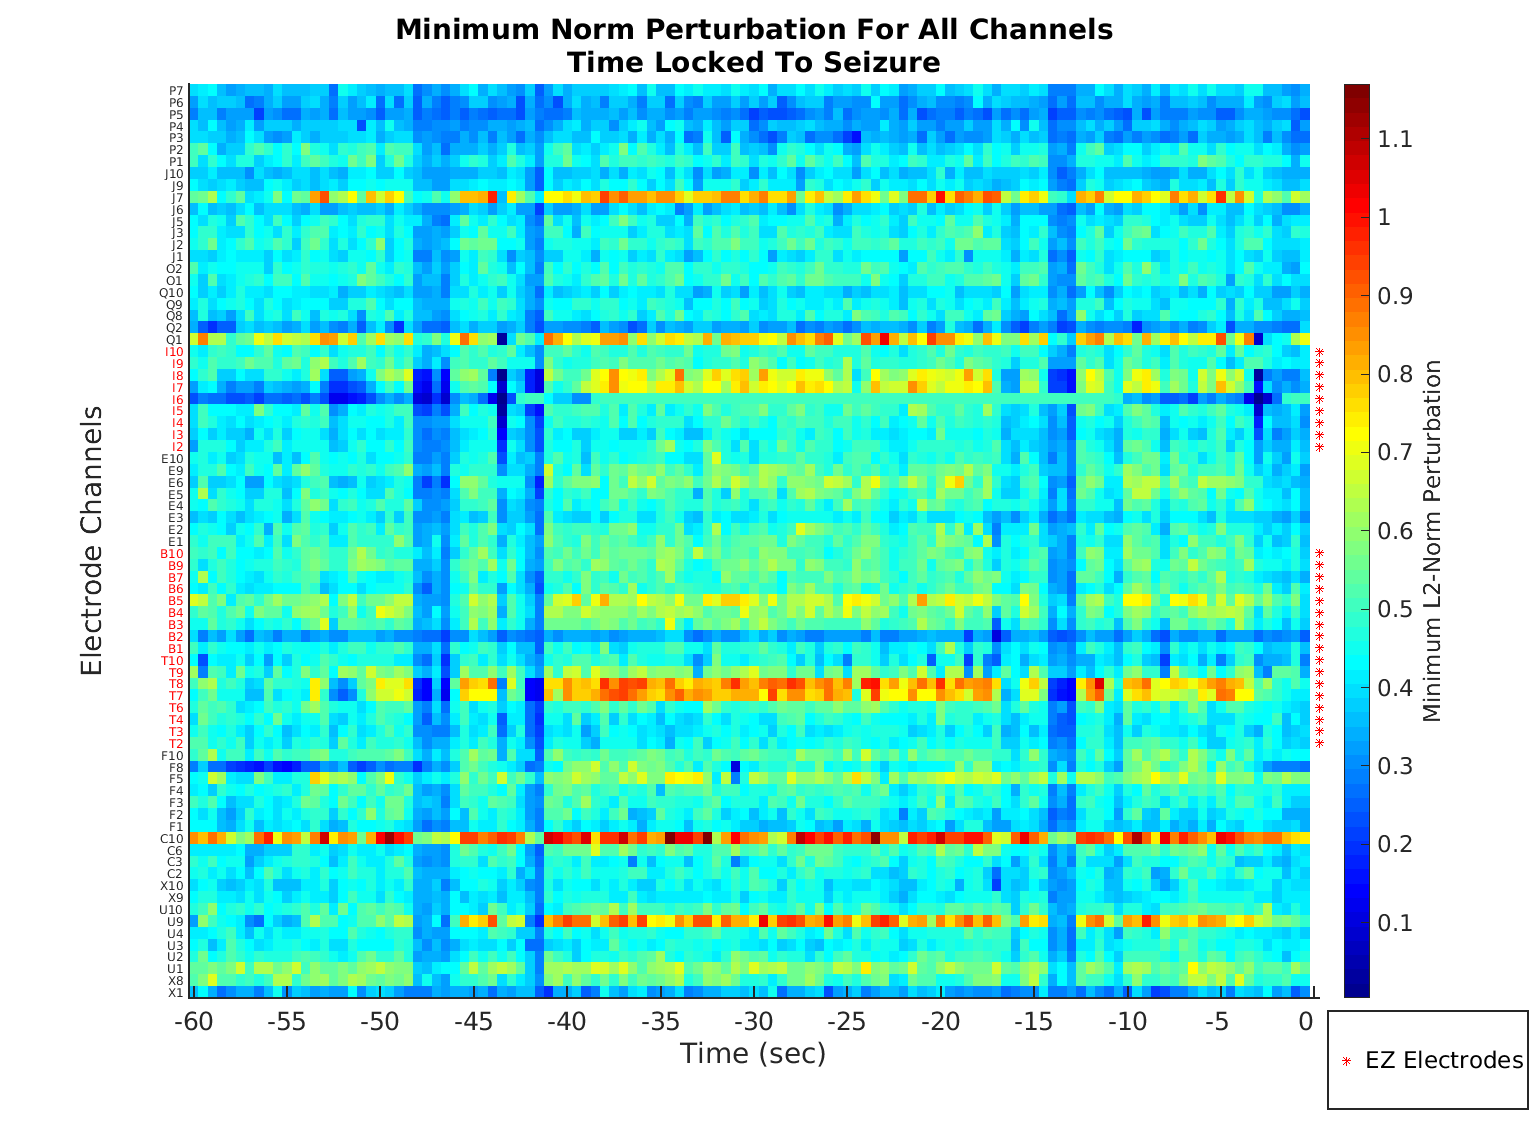 Minimum Norm Perturbation For All Channels
Time Locked To Seizure
Electrode Channels
P7
P6
P5
P4
P3
P2
P1
J10
J9
J7
J6
J5
J3
J2
J1
O2
O1
Q10
Q9
Q8
Q2
Q1
I10
I9
I8
I7
I6
I5
I4
I3
I2
E10
E9
E6
E5
E4
E3
E2
E1
B10
B9
B7
B6
B5
B4
B3
B2
B1
T10
T9
T8
T7
T6
T4
T3
T2
F10
F8
F5
F4
F3
F2
F1
C10
C6
C3
C2
X10
X9
U10
U9
U4
U3
U2
U1
X8
X1
-60 -55 -50 -45 -40 -35 -30 -25 -20 -15 -10 -5 0
Time (sec)
1.1
1
0.9
0.8
0.7
0.6
0.5
0.4
0.3
0.2
0.1
Minimum L2-Norm Perturbation
EZ Electrodes